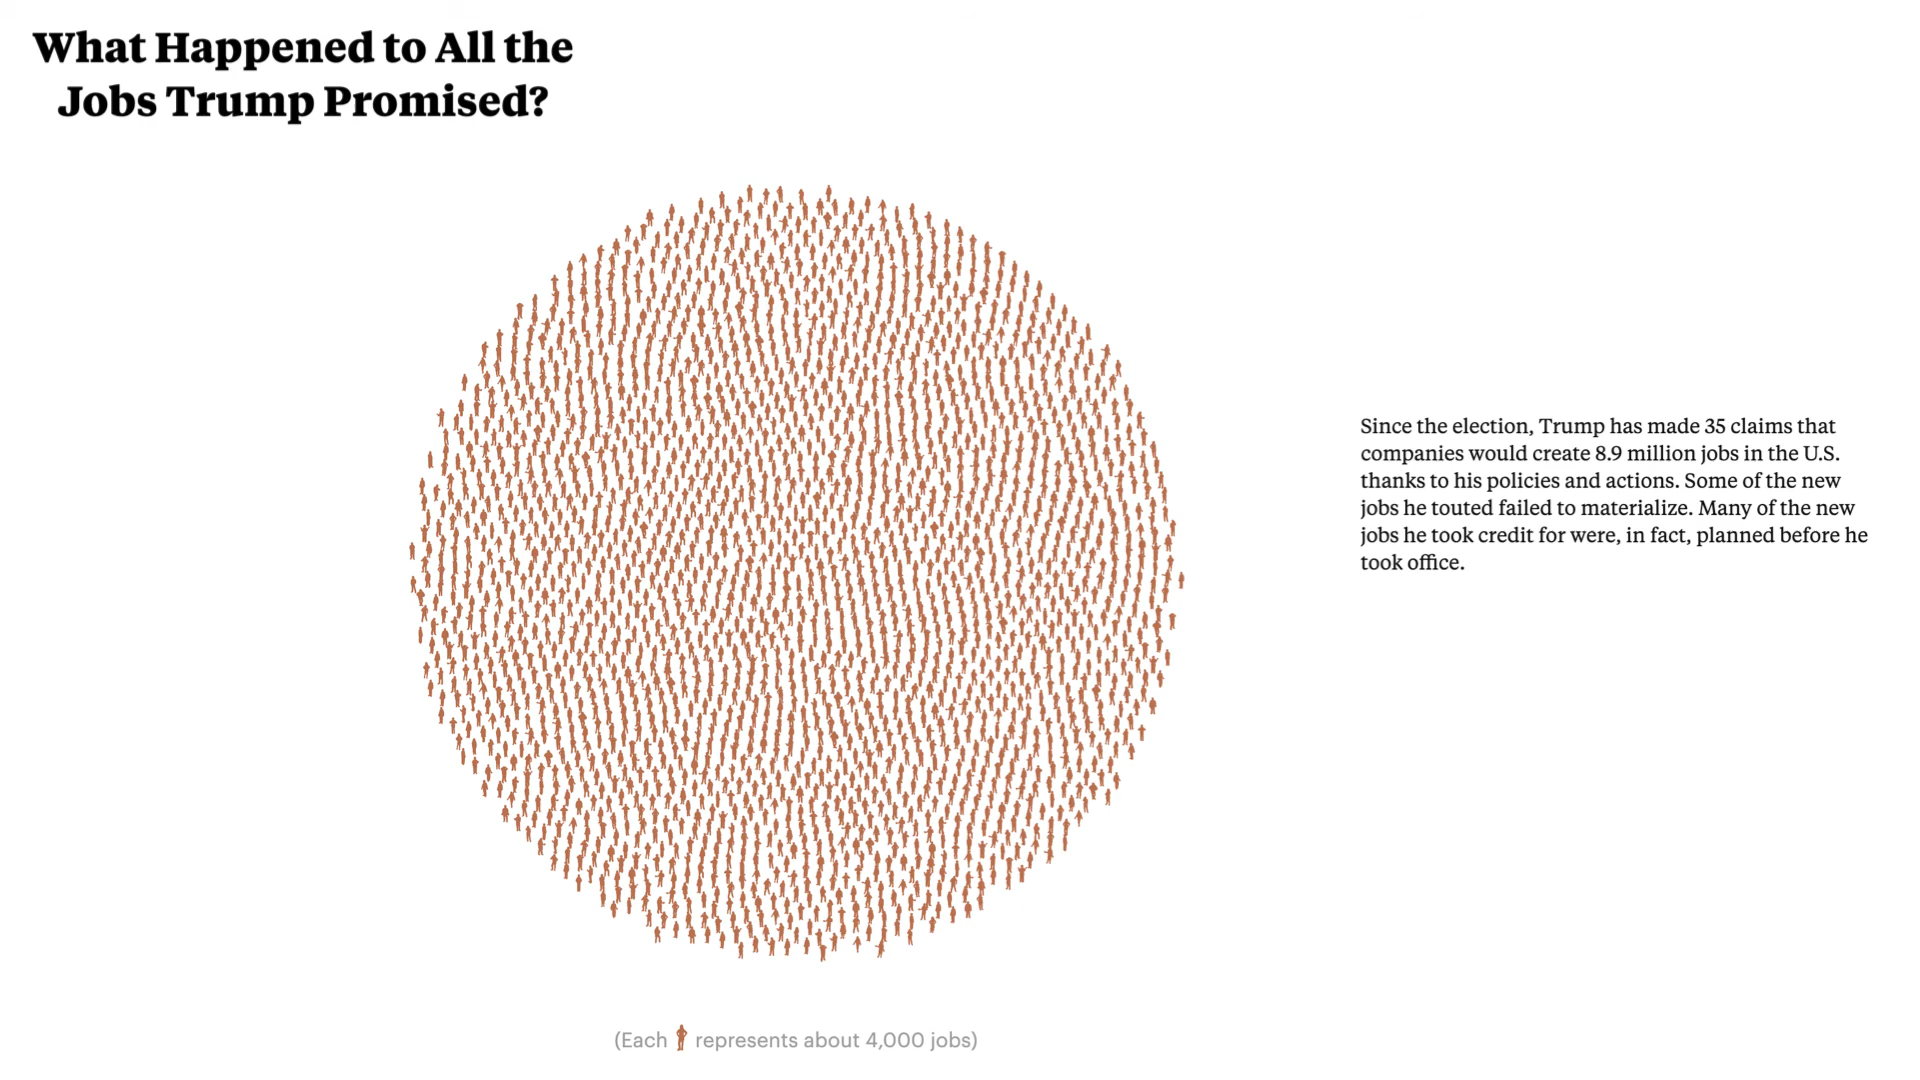 What Happened to All the
Jobs Trump Promised?
Since the election, Trump has made 35 claims that
companies would create 8.9 million jobs in the U.S.
thanks to his policies and actions. Some of the new
jobs he touted failed to materialize. Many of the new
jobs he took credit for were, in fact, planned before he
took office.
(Each represents about 4,000 jobs)